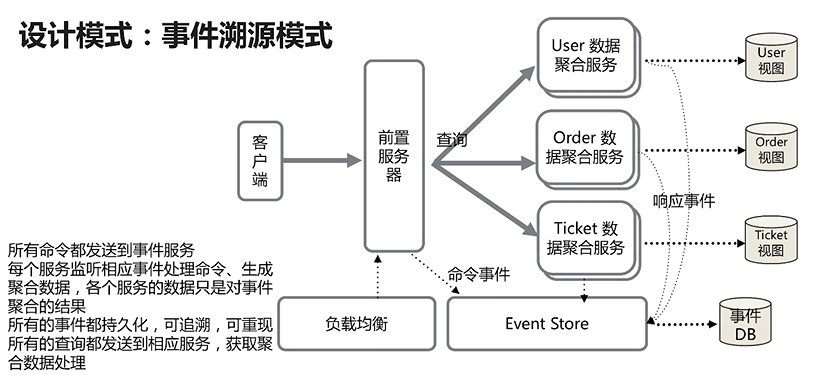 设计模式：事件溯源模式
客
户
端
前置
服务
器
查询
User 数据
聚合服务
Order 数
据聚合服务
Ticket 数
据聚合服务
User
视图
Order
视图
Ticket
视图
响应事件
命令事件
负载均衡
Event Store
事件
DB
所有命令都发送到事件服务
每个服务监听相应事件处理命令、生成
聚合数据，各个服务的数据只是对事件
聚合的结果
所有的事件都持久化，可追溯，可重现
所有的查询都发送到相应服务，获取聚
合数据处理